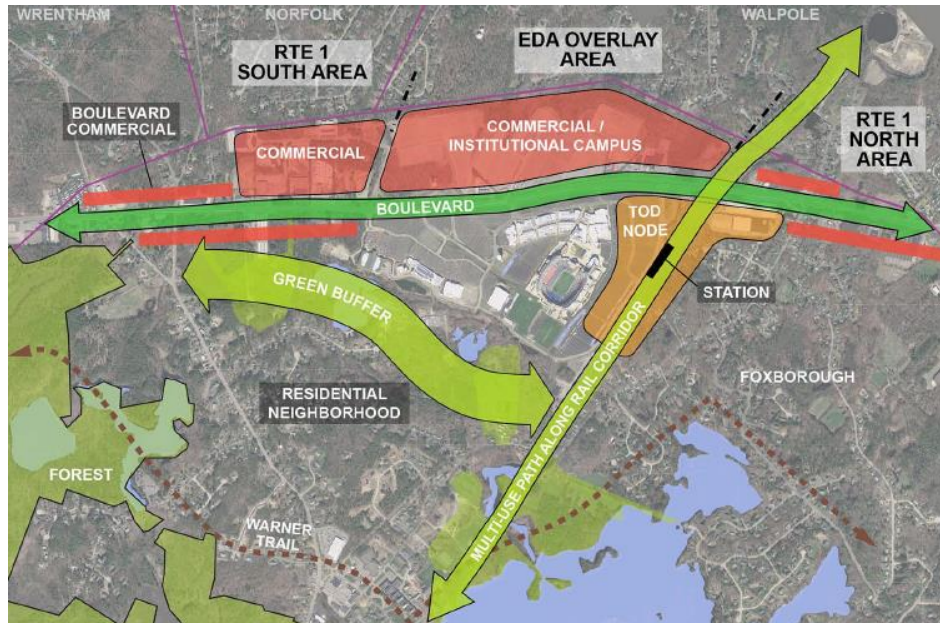 WRENTHAM
NORFOLK
WALPOLE
RTE 1
SOUTH AREA
EDA OVERLAY
AREA
BOULEVARD
COMMERCIAL
COMMERCIAL
COMMERCIAL /
INSTITUTIONAL CAMPUS
RTE 1
NORTH
AREA
BOULEVARD
TOD
NODE
STATION
GREEN BUFFER
RESIDENTIAL
NEIGHBORHOOD
FOXBOROUGH
MULTI-USE PATH ALONG RAIL CORRIDOR
FOREST
WARNER
TRAIL